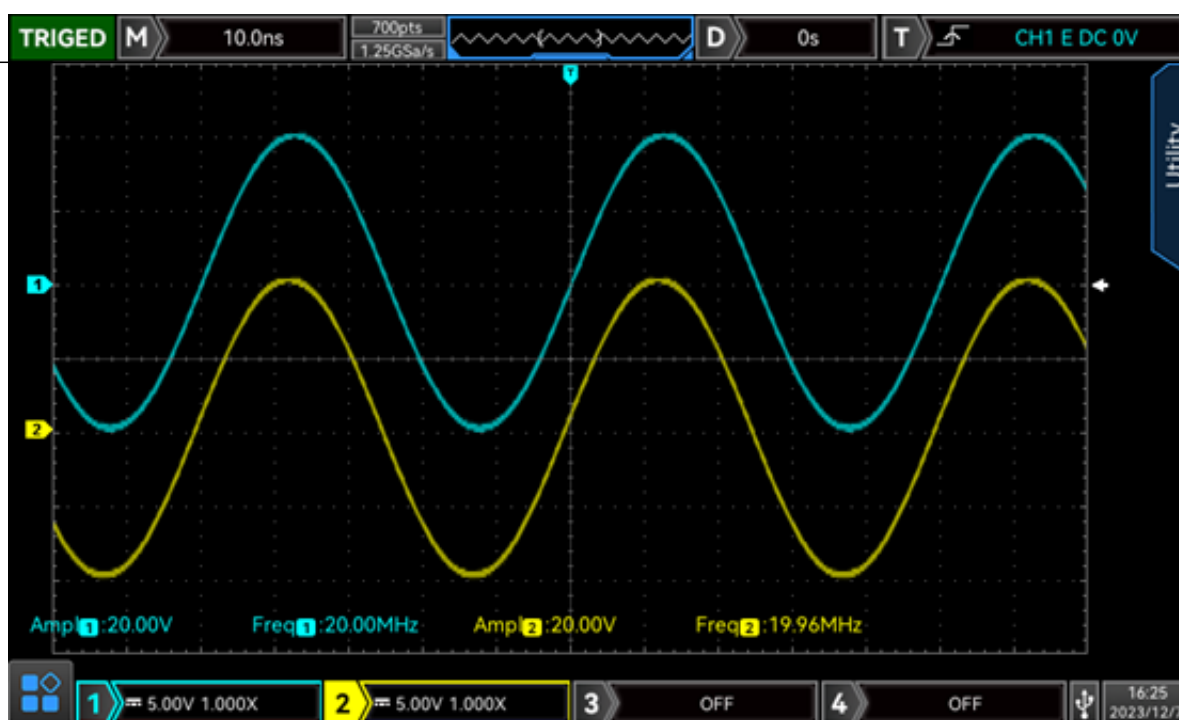 TRIGED M 10.0ns 700pts 1.25GSa/s D 0s T CH1 E DC 0V
T
Utility
1
2
Ampl1:20.00V Freq1:20.00MHz Ampl2:20.00V Freq2:19.96MHz
1 5.00V 1.000X 2 5.00V 1.000X 3 OFF 4 OFF 16:25
2023/12/